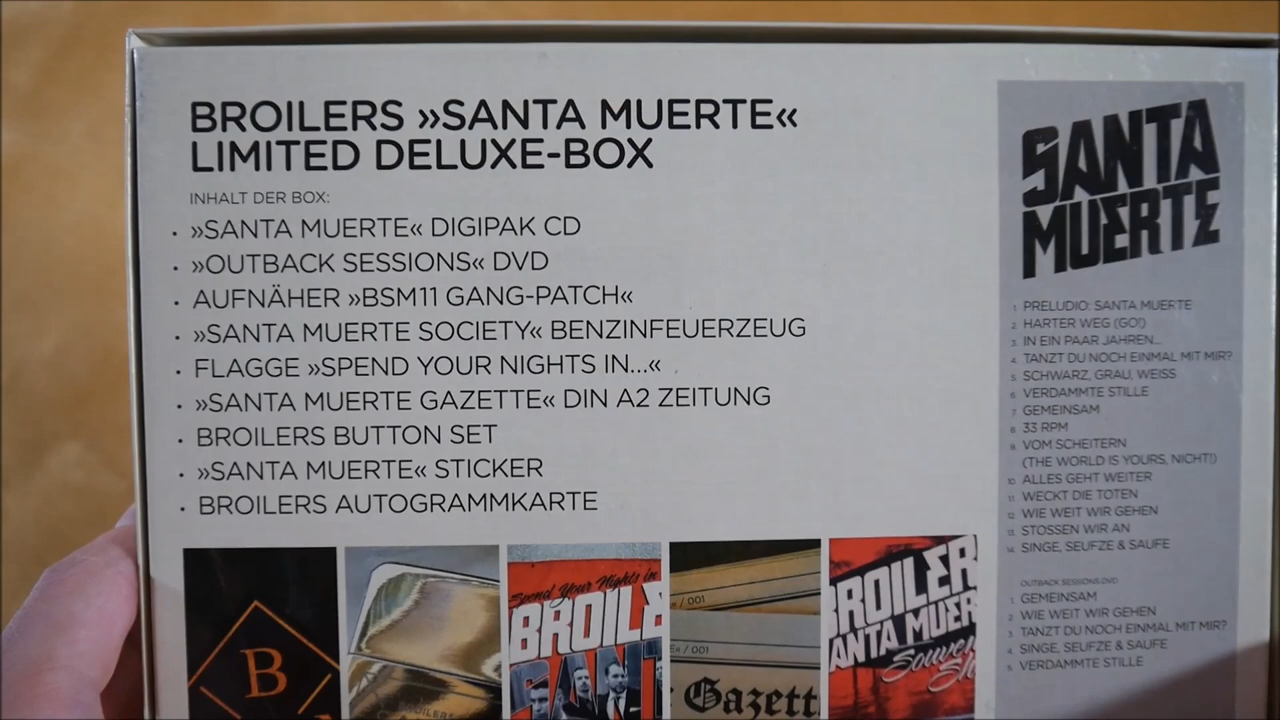 BROILERS »SANTA MUERTE«
LIMITED DELUXE-BOX
INHALT DER BOX:
· »SANTA MUERTE« DIGIPAK CD
· »OUTBACK SESSIONS« DVD
· AUFNÄHER »BSM11 GANG-PATCH«
· »SANTA MUERTE SOCIETY« BENZINFEUERZEUG
· FLAGGE »SPEND YOUR NIGHTS IN...«
· »SANTA MUERTE GAZETTE« DIN A2 ZEITUNG
· BROILERS BUTTON SET
· »SANTA MUERTE« STICKER
· BROILERS AUTOGRAMMKARTE
B
BROILERS
Spend Your Nights in
BROILE
SANT
/ 001
/ 001
Gazett
BROILER
ANTA MUER
Souven
SANTA
MUERTE
1. PRELUDIO: SANTA MUERTE
2. HARTER WEG (GO!)
3. IN EIN PAAR JAHREN...
4. TANZT DU NOCH EINMAL MIT MIR?
5. SCHWARZ, GRAU, WEISS
6. VERDAMMTE STILLE
7. GEMEINSAM
8. 33 RPM
9. VOM SCHEITERN
(THE WORLD IS YOURS, NICHT!)
10. ALLES GEHT WEITER
11. WECKT DIE TOTEN
12. WIE WEIT WIR GEHEN
13. STOSSEN WIR AN
14. SINGE, SEUFZE & SAUFE
OUTBACK SESSIONS DVD
1. GEMEINSAM
2. WIE WEIT WIR GEHEN
3. TANZT DU NOCH EINMAL MIT MIR?
4. SINGE, SEUFZE & SAUFE
5. VERDAMMTE STILLE